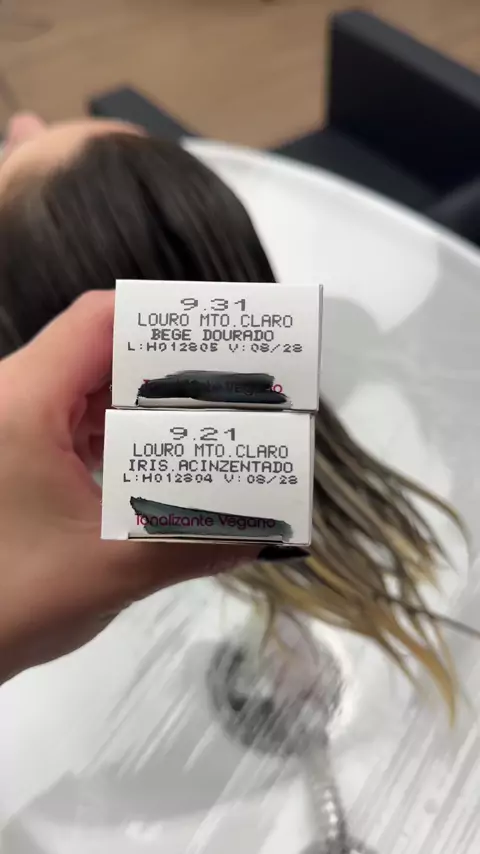 9.31
LOURO MTO.CLARO
BEGE DOURADO
L:H012805 V:08/28
9.21
LOURO MTO.CLARO
IRIS.ACINZENTADO
L:H012804 V:08/28
Tonalizante Vegano